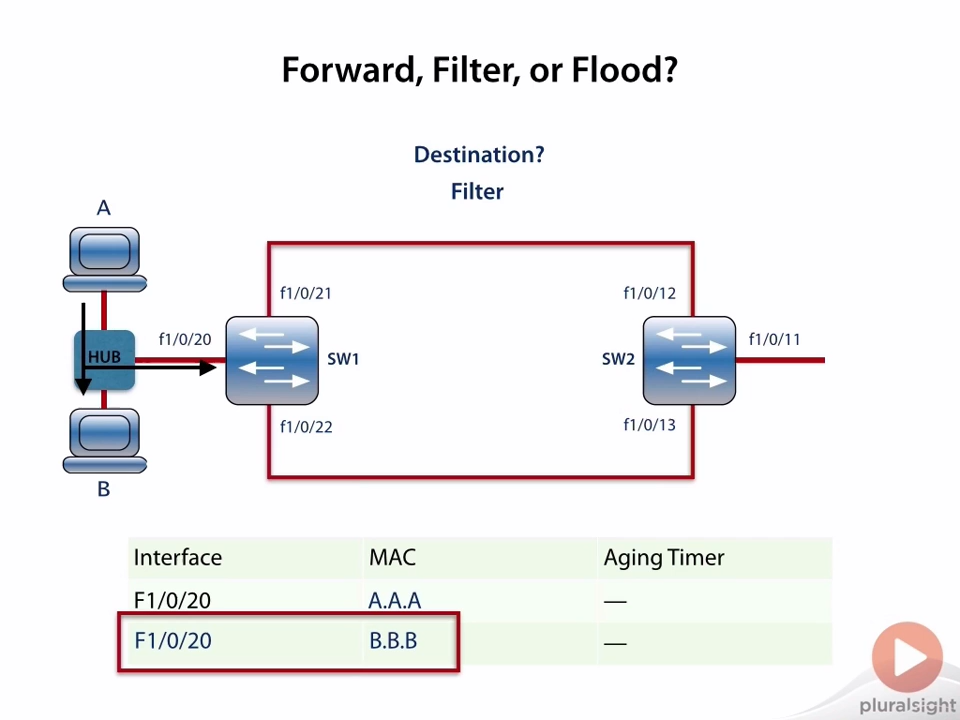 Forward, Filter, or Flood?
Destination?
Filter
A
f1/0/21
f1/0/12
f1/0/20
f1/0/11
HUB
SW1
SW2
f1/0/22
f1/0/13
B
Interface MAC Aging Timer
F1/0/20 A.A.A —
F1/0/20 B.B.B —
pluralsight